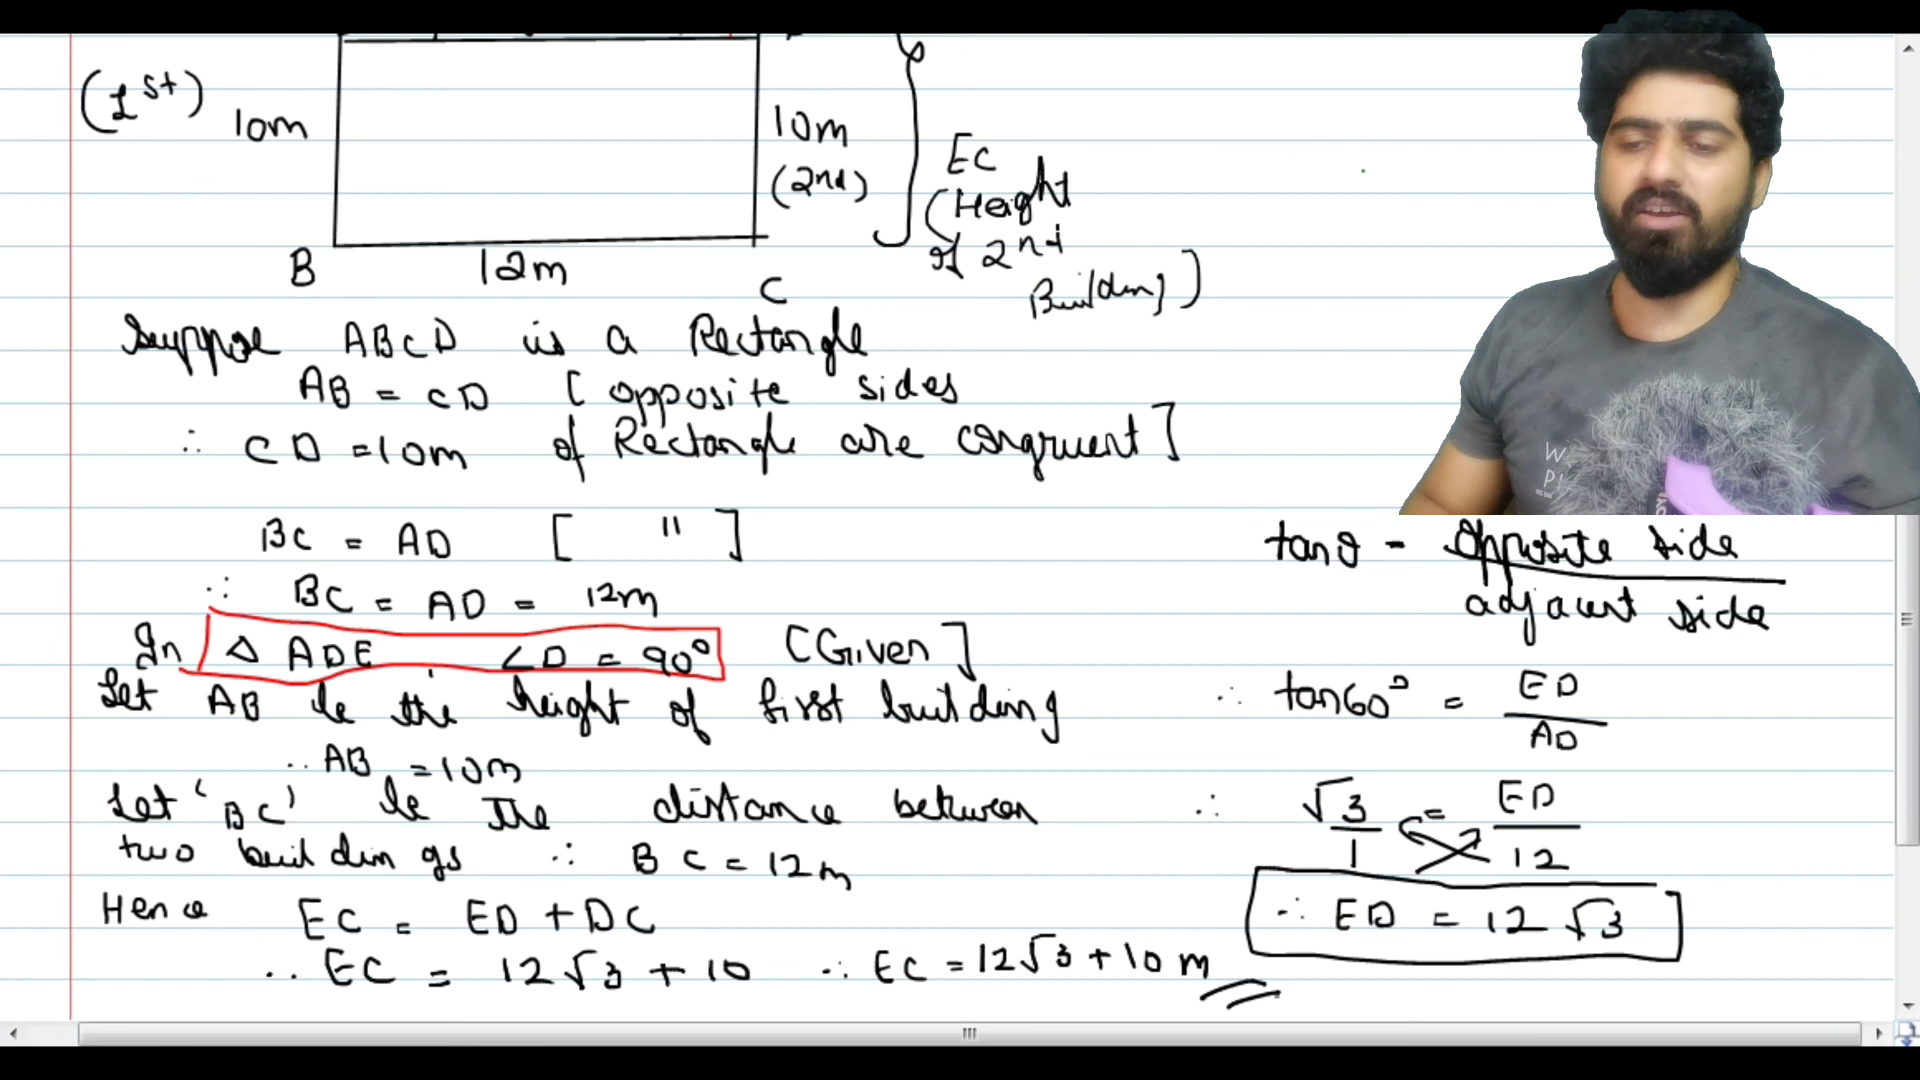 (1st) 10m
10m
(2nd)
EC
(Height
of 2nd
Building)
B 12m
C
Suppose ABCD is a Rectangle
AB = CD [opposite sides
∴ CD = 10m of Rectangle are congruent]
BC = AD [ " ]
∴ BC = AD = 12m
In △ ADE ∠D = 90° [Given]
Let AB be the height of first building
∴ AB = 10m
Let 'BC' be the distance between
two buildings ∴ BC = 12m
Hence EC = ED + DC
∴ EC = 12√3 + 10 ∴ EC = 12√3 + 10 m
tanθ = Opposite side
adjacent side
∴ tan60° = ED
AD
∴ √3 = ED
1 12
∴ ED = 12√3